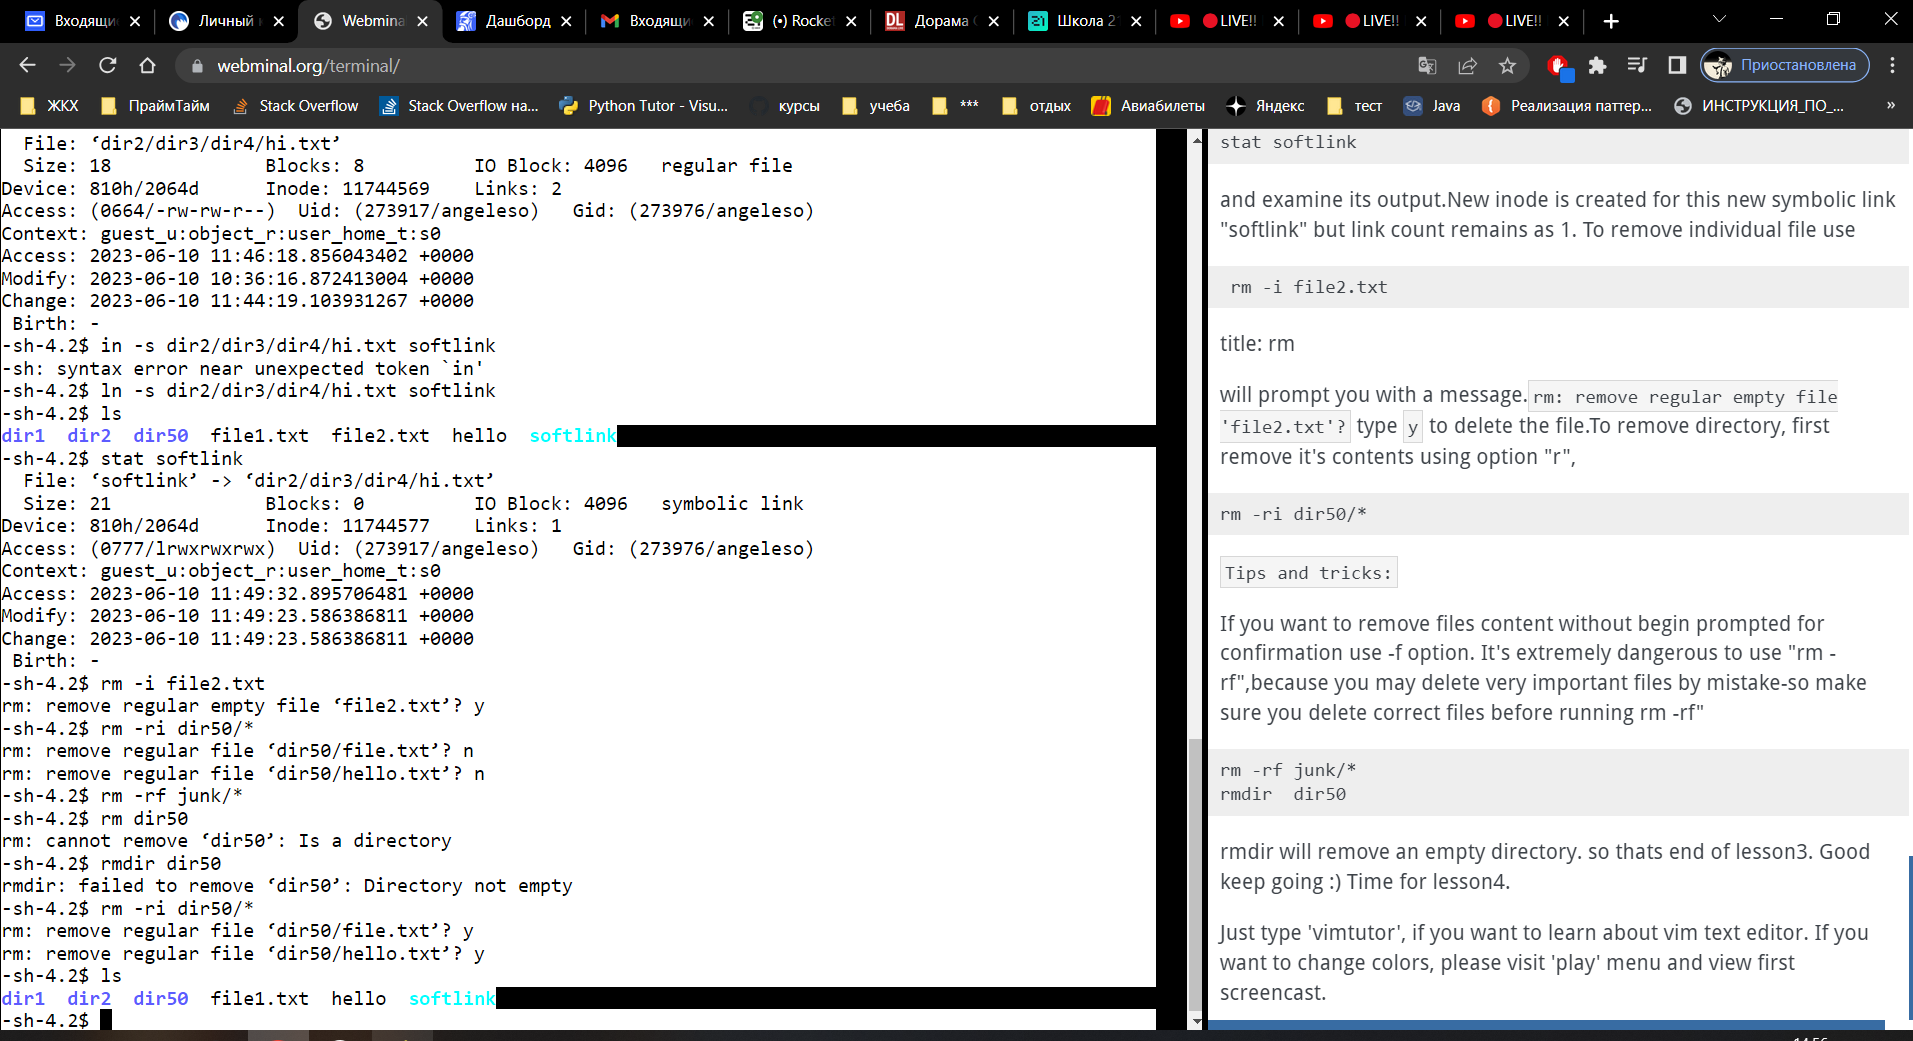 Входящи
Личный
Webmina
Дашборд
Входящи
(•) Rocke
Дорама
Школа 2
LIVE!!
LIVE!!
LIVE!!
webminal.org/terminal/
Приостановлена
ЖКХ
ПраймТайм
Stack Overflow
Stack Overflow на...
Python Tutor - Visu...
курсы
учеба
***
отдых
Авиабилеты
Яндекс
тест
Java
Реализация паттер...
ИНСТРУКЦИЯ_ПО_...
»
File: ‘dir2/dir3/dir4/hi.txt’
Size: 18 Blocks: 8 IO Block: 4096 regular file
Device: 810h/2064d Inode: 11744569 Links: 2
Access: (0664/-rw-rw-r--) Uid: (273917/angeleso) Gid: (273976/angeleso)
Context: guest_u:object_r:user_home_t:s0
Access: 2023-06-10 11:46:18.856043402 +0000
Modify: 2023-06-10 10:36:16.872413004 +0000
Change: 2023-06-10 11:44:19.103931267 +0000
Birth: -
-sh-4.2$ in -s dir2/dir3/dir4/hi.txt softlink
-sh: syntax error near unexpected token `in'
-sh-4.2$ ln -s dir2/dir3/dir4/hi.txt softlink
-sh-4.2$ ls
dir1 dir2 dir50 file1.txt file2.txt hello softlink
-sh-4.2$ stat softlink
File: ‘softlink’ -> ‘dir2/dir3/dir4/hi.txt’
Size: 21 Blocks: 0 IO Block: 4096 symbolic link
Device: 810h/2064d Inode: 11744577 Links: 1
Access: (0777/lrwxrwxrwx) Uid: (273917/angeleso) Gid: (273976/angeleso)
Context: guest_u:object_r:user_home_t:s0
Access: 2023-06-10 11:49:32.895706481 +0000
Modify: 2023-06-10 11:49:23.586386811 +0000
Change: 2023-06-10 11:49:23.586386811 +0000
Birth: -
-sh-4.2$ rm -i file2.txt
rm: remove regular empty file ‘file2.txt’? y
-sh-4.2$ rm -ri dir50/*
rm: remove regular file ‘dir50/file.txt’? n
rm: remove regular file ‘dir50/hello.txt’? n
-sh-4.2$ rm -rf junk/*
-sh-4.2$ rm dir50
rm: cannot remove ‘dir50’: Is a directory
-sh-4.2$ rmdir dir50
rmdir: failed to remove ‘dir50’: Directory not empty
-sh-4.2$ rm -ri dir50/*
rm: remove regular file ‘dir50/file.txt’? y
rm: remove regular file ‘dir50/hello.txt’? y
-sh-4.2$ ls
dir1 dir2 dir50 file1.txt hello softlink
-sh-4.2$
stat softlink
and examine its output.New inode is created for this new symbolic link
"softlink" but link count remains as 1. To remove individual file use
rm -i file2.txt
title: rm
will prompt you with a message. rm: remove regular empty file
'file2.txt'? type y to delete the file.To remove directory, first
remove it's contents using option "r",
rm -ri dir50/*
Tips and tricks:
If you want to remove files content without begin prompted for
confirmation use -f option. It's extremely dangerous to use "rm -
rf",because you may delete very important files by mistake-so make
sure you delete correct files before running rm -rf"
rm -rf junk/*
rmdir dir50
rmdir will remove an empty directory. so thats end of lesson3. Good
keep going :) Time for lesson4.
Just type 'vimtutor', if you want to learn about vim text editor. If you
want to change colors, please visit 'play' menu and view first
screencast.